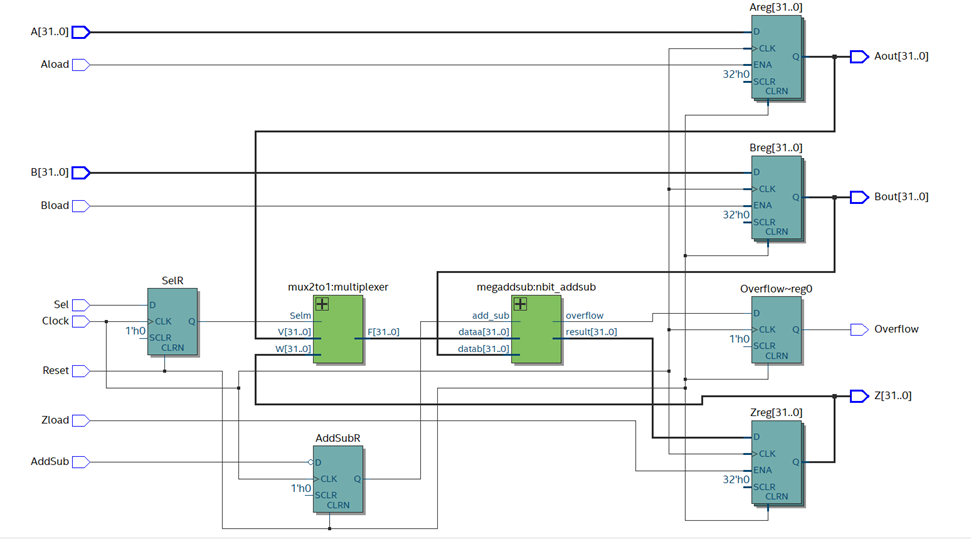 Areg[31..0]
A[31..0]
D
CLK
Aload
ENA
Q
Aout[31..0]
32'h0
SCLR
CLRN
Breg[31..0]
B[31..0]
D
CLK
Bload
ENA
Q
Bout[31..0]
32'h0
SCLR
CLRN
SelR
Sel
D
Clock
CLK
Q
1'h0
SCLR
CLRN
mux2to1:multiplexer
Selm
V[31..0]
W[31..0]
F[31..0]
megaddsub:nbit_addsub
add_sub
dataa[31..0]
datab[31..0]
overflow
result[31..0]
Overflow~reg0
D
CLK
Q
1'h0
SCLR
CLRN
Overflow
Reset
Z[31..0]
Zload
AddSub
AddSubR
D
CLK
Q
1'h0
SCLR
CLRN
Zreg[31..0]
D
CLK
Q
ENA
32'h0
SCLR
CLRN